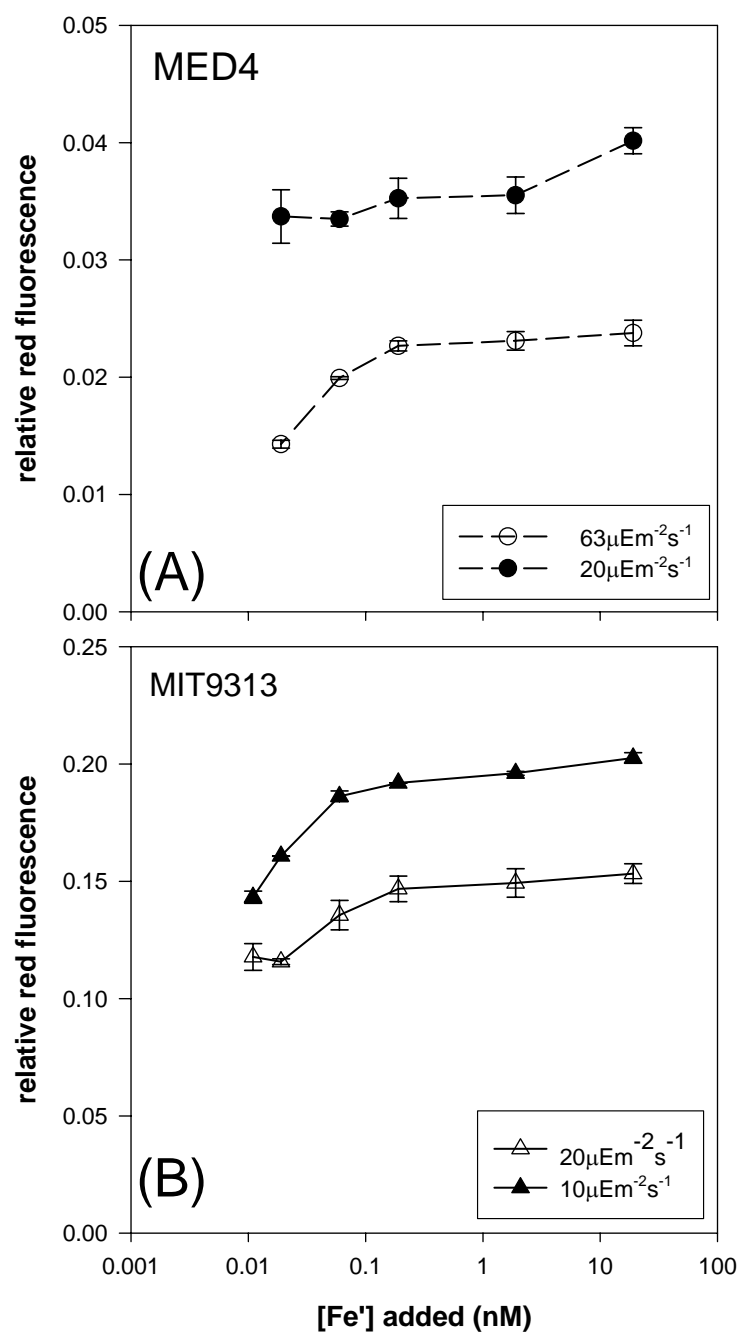 0.05
MED4
0.04
0.03
0.02
0.01
0.00
relative red fluorescence
63μEm⁻²s⁻¹
20μEm⁻²s⁻¹
(A)
0.25
MIT9313
0.20
0.15
0.10
0.05
0.00
relative red fluorescence
20μEm⁻²s⁻¹
10μEm⁻²s⁻¹
(B)
0.001 0.01 0.1 1 10 100
[Fe'] added (nM)